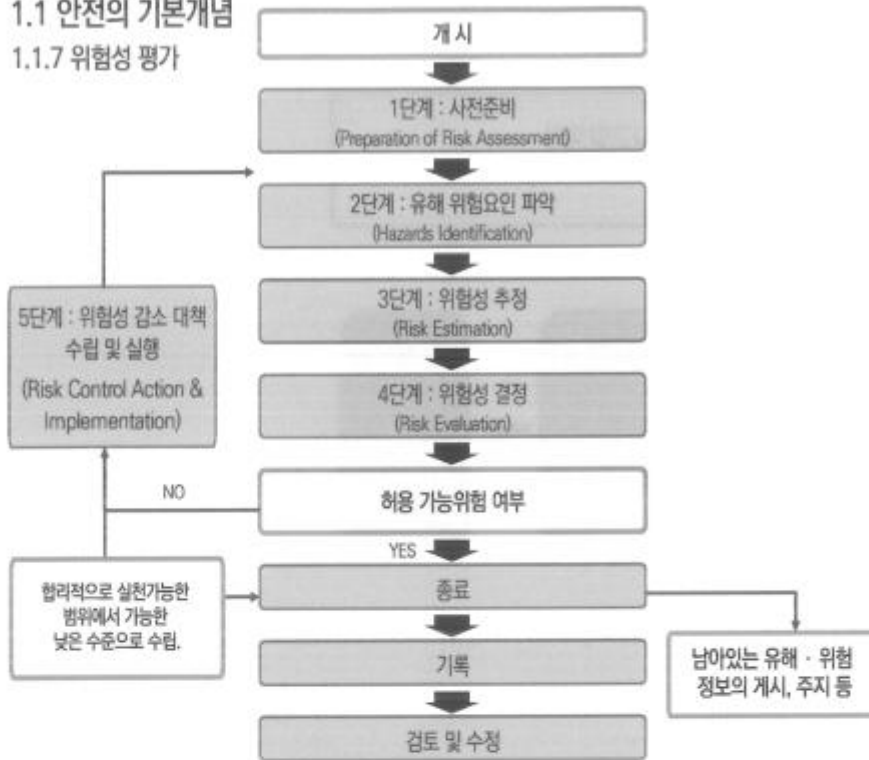 1.1 안전의 기본개념
1.1.7 위험성 평가
개 시
1단계 : 사전준비
(Preparation of Risk Assessment)
2단계 : 유해 위험요인 파악
(Hazards Identification)
3단계 : 위험성 추정
(Risk Estimation)
4단계 : 위험성 결정
(Risk Evaluation)
5단계 : 위험성 감소 대책
수립 및 실행
(Risk Control Action &
Implementation)
NO
허용 가능위험 여부
YES
합리적으로 실천가능한
범위에서 가능한
낮은 수준으로 수립.
종료
남아있는 유해 · 위험
정보의 게시, 주지 등
기록
검토 및 수정